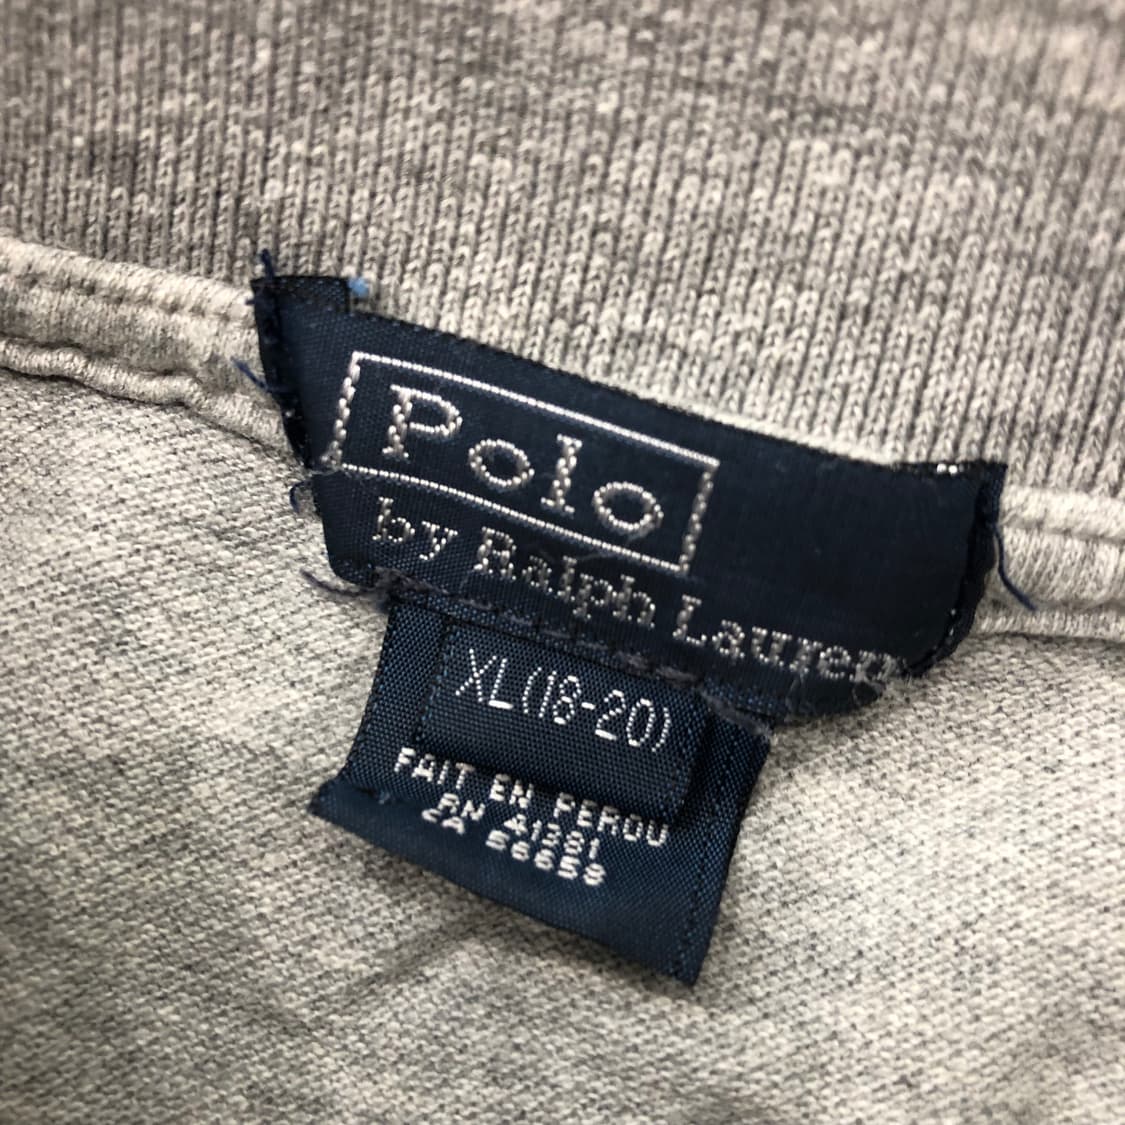 Polo
by Ralph Lauren
XL(18-20)
FAIT EN PEROU
RN 41381
CA 56658